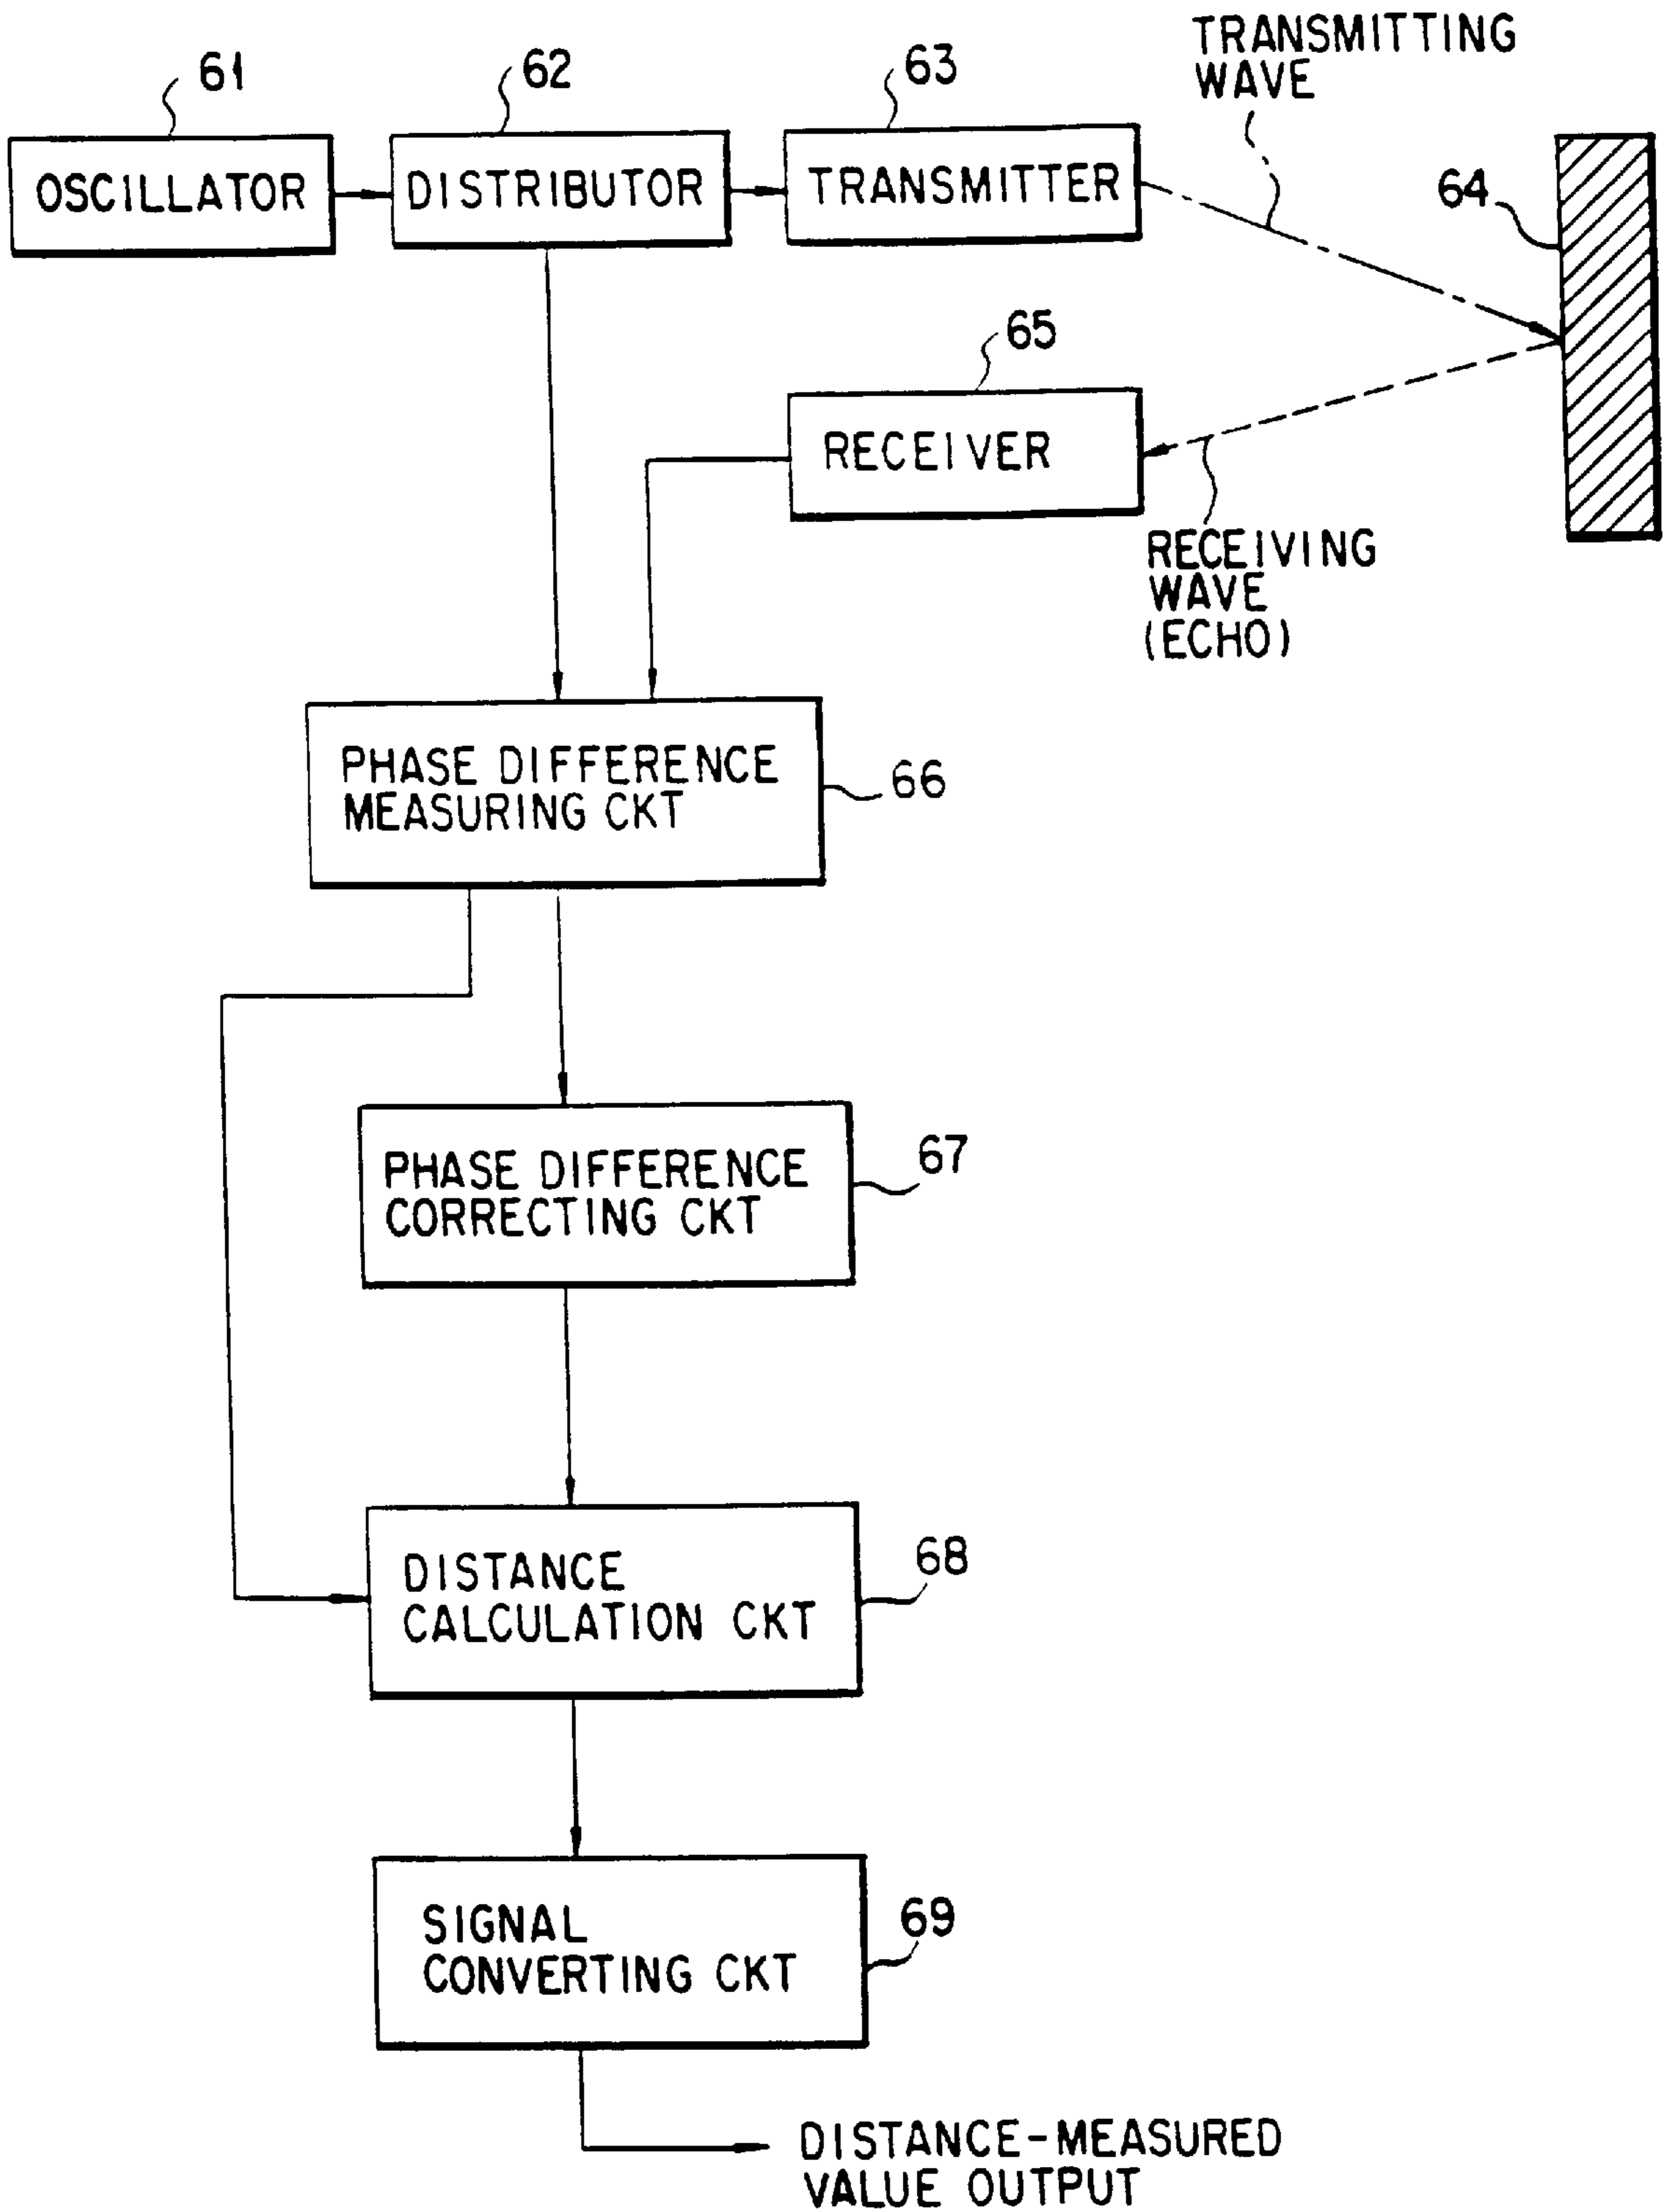 61
62
63
TRANSMITTING
WAVE
OSCILLATOR
DISTRIBUTOR
TRANSMITTER
64
65
RECEIVER
RECEIVING
WAVE
(ECHO)
PHASE DIFFERENCE
MEASURING CKT
66
PHASE DIFFERENCE
CORRECTING CKT
67
DISTANCE
CALCULATION CKT
68
SIGNAL
CONVERTING CKT
69
DISTANCE-MEASURED
VALUE OUTPUT